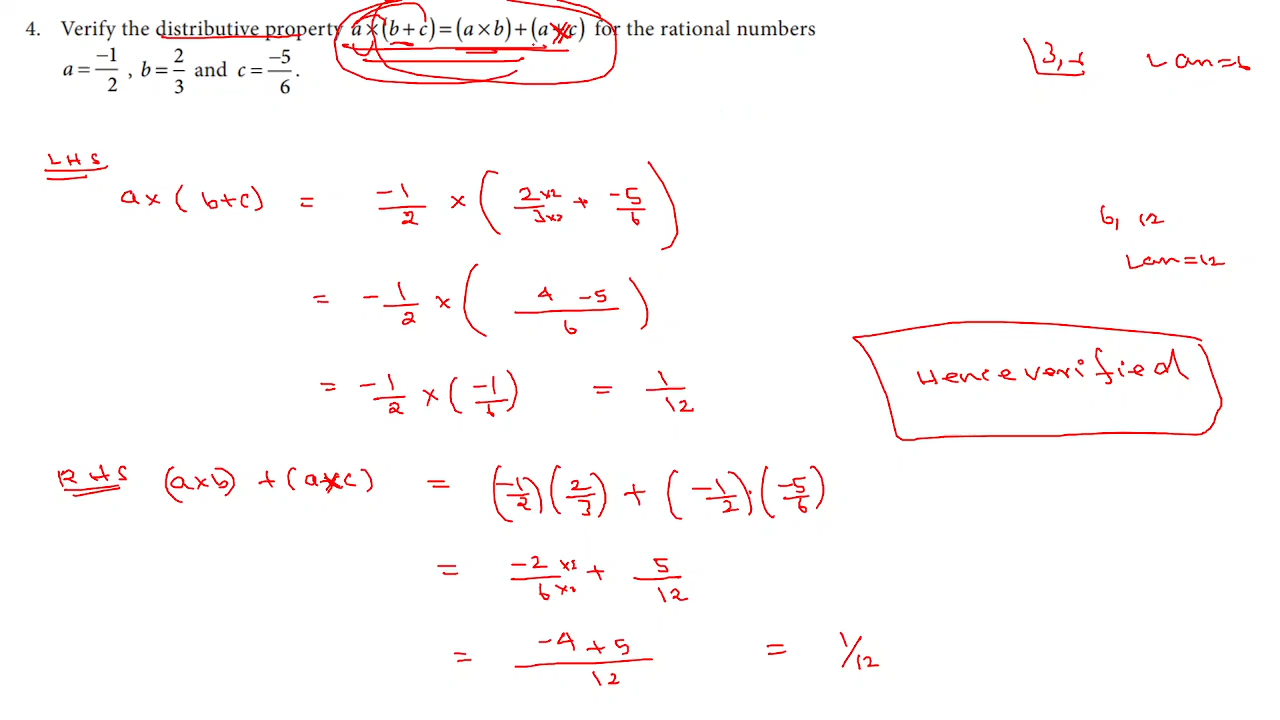 4. Verify the distributive property a×(b+c)=(a×b)+(a×c) for the rational numbers
a = -1/2 , b = 2/3 and c = -5/6.
3, 6 Lcm=6
LHS
a×(b+c) = -1/2 × (2×2/3×2 + -5/6)
6, 12
Lcm=12
= -1/2 × (4 -5/6)
Hence verified
= -1/2 × (-1/6) = 1/12
RHS (a×b) + (a×c) = (-1/2)(2/3) + (-1/2).(-5/6)
= -2×2/6×2 + 5/12
= -4+5/12 = 1/12